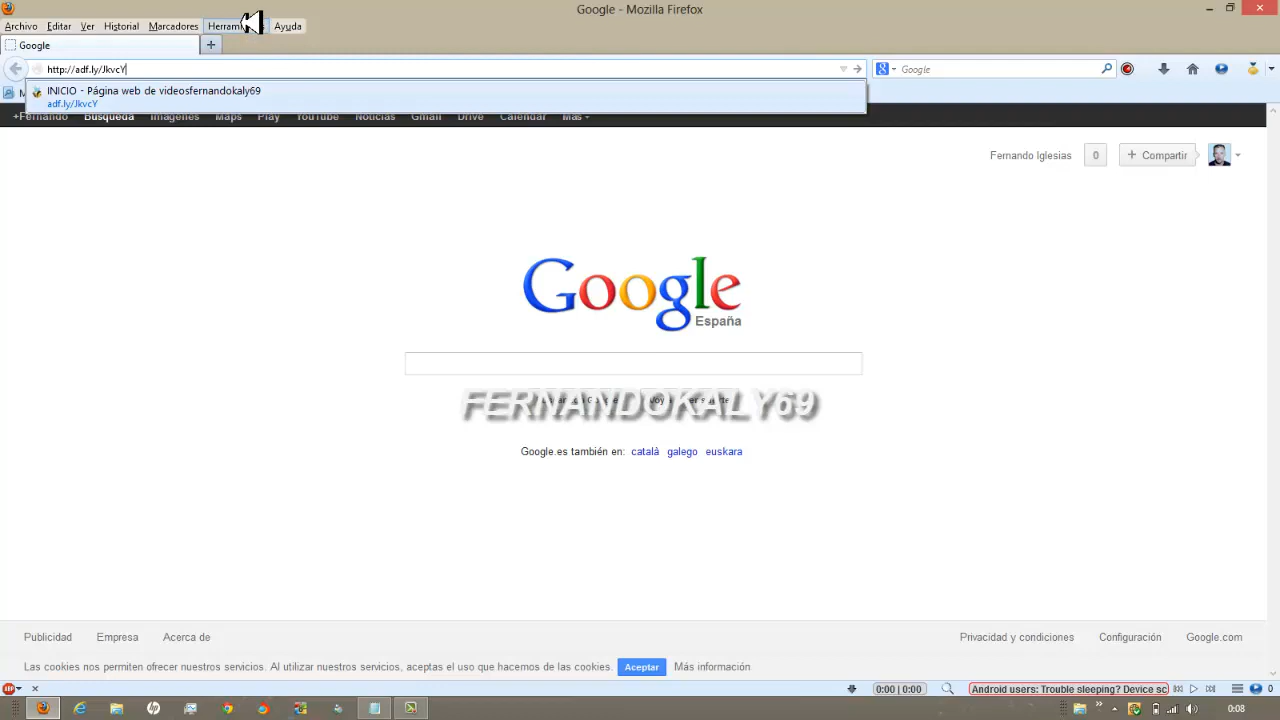 Google - Mozilla Firefox
Archivo Editar Ver Historial Marcadores Ayuda
Google
http://adf.ly/JkvcY
Google
INICIO - Página web de videosfernandokaly69
adf.ly/JkvcY
+Fernando Búsqueda Imágenes Maps Play YouTube Noticias Gmail Drive Calendar Más
Fernando Iglesias 0 + Compartir
Google
España
FERNANDOKALY69
Google.es también en: català galego euskara
Publicidad Empresa Acerca de Privacidad y condiciones Configuración Google.com
Las cookies nos permiten ofrecer nuestros servicios. Al utilizar nuestros servicios, aceptas el uso que hacemos de las cookies. Aceptar Más información
0:00 | 0:00 Android users: Trouble sleeping? Device sc 0
0:08